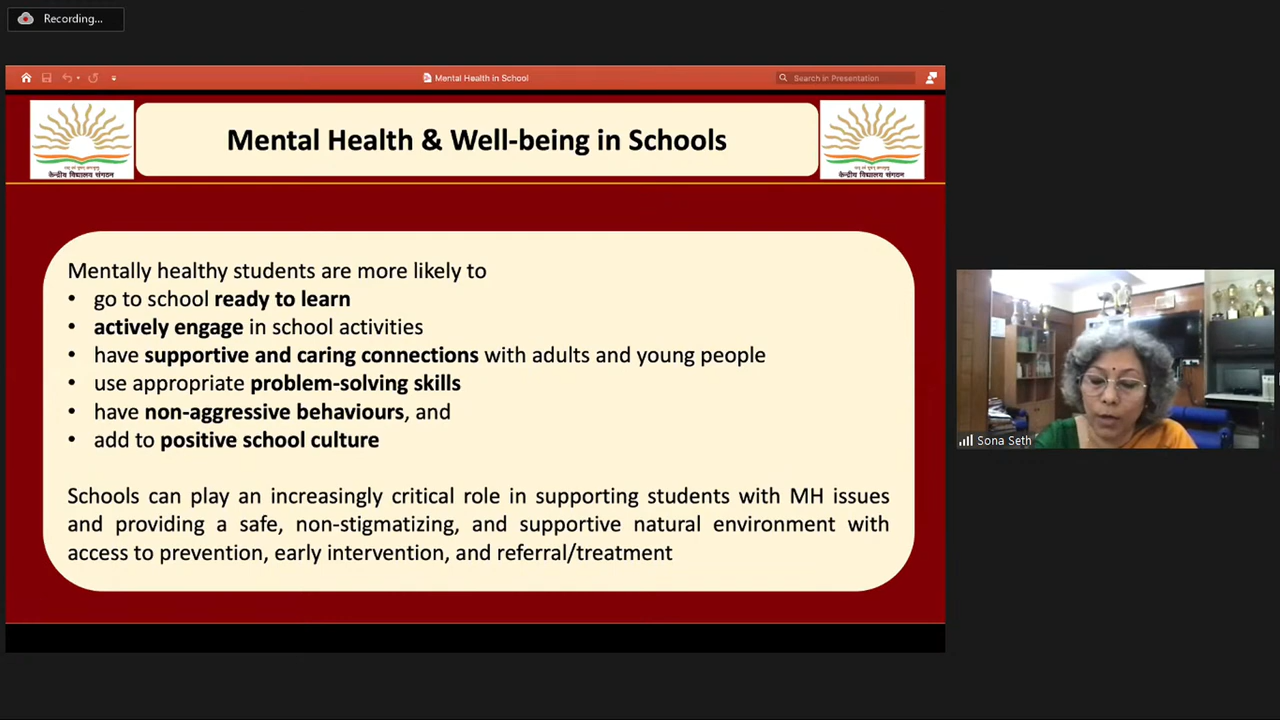 Recording...
Mental Health in School
Search in Presentation
केन्द्रीय विद्यालय संगठन
Mental Health & Well-being in Schools
केन्द्रीय विद्यालय संगठन
Mentally healthy students are more likely to
• go to school ready to learn
• actively engage in school activities
• have supportive and caring connections with adults and young people
• use appropriate problem-solving skills
• have non-aggressive behaviours, and
• add to positive school culture
Schools can play an increasingly critical role in supporting students with MH issues
and providing a safe, non-stigmatizing, and supportive natural environment with
access to prevention, early intervention, and referral/treatment
Sona Seth